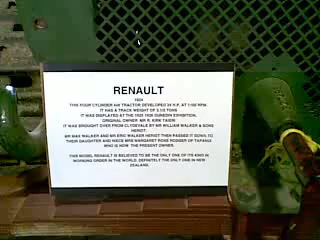 RENAULT
THIS FOUR CYLINDER AIR TRACTOR DEVELOPED 20 H.P. AT 1100 RPM.
IT HAS A TRACK WEIGHT OF 3 1/2 TONS
IT WAS DISPLAYED AT THE 1925 1926 DUNEDIN EXHIBITION.
ORIGINAL OWNER MR R. KIRK TAIERI
IT WAS BROUGHT OVER FROM CLYDEVALE BY MR WILLIAM WALKER & SONS
HERIOT.
MR MAX WALKER AND MR ERIC WALKER HERIOT THEN PASSED IT DOWN TO
THEIR DAUGHTER AND NIECE MRS MARGARET ROSE RODGER OF TAPANUI
WHO IS NOW THE PRESENT OWNER.
THIS MODEL RENAULT IS BELIEVED TO BE THE ONLY ONE OF ITS KIND IN
WORKING ORDER IN THE WORLD. DEFINITELY THE ONLY ONE IN NEW
ZEALAND.